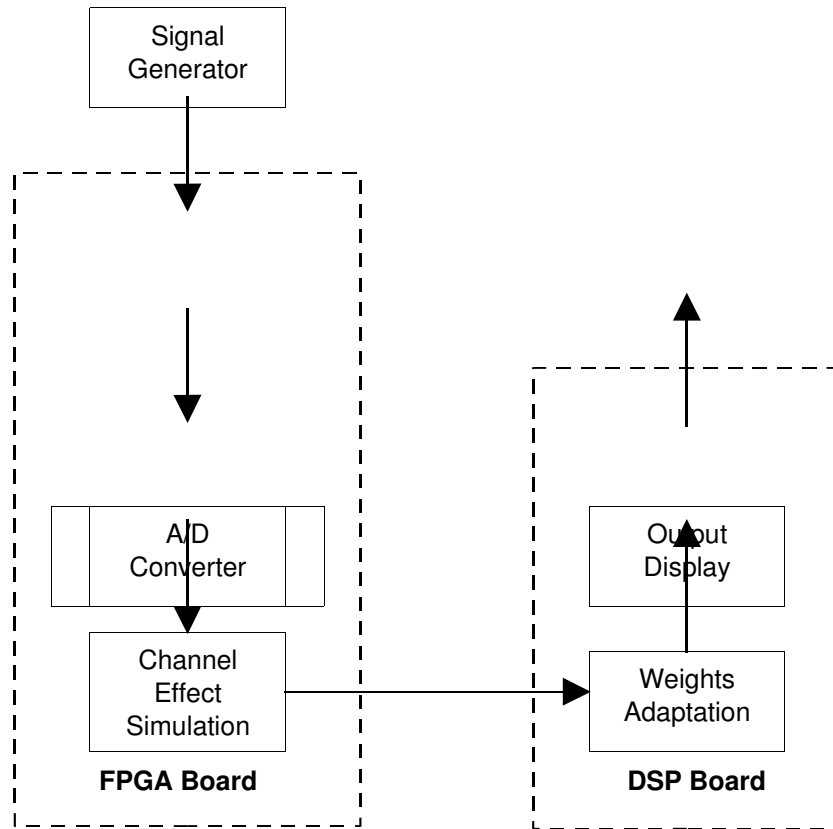 Signal
Generator
A/D
Converter
Channel
Effect
Simulation
FPGA Board
Output
Display
Weights
Adaptation
DSP Board